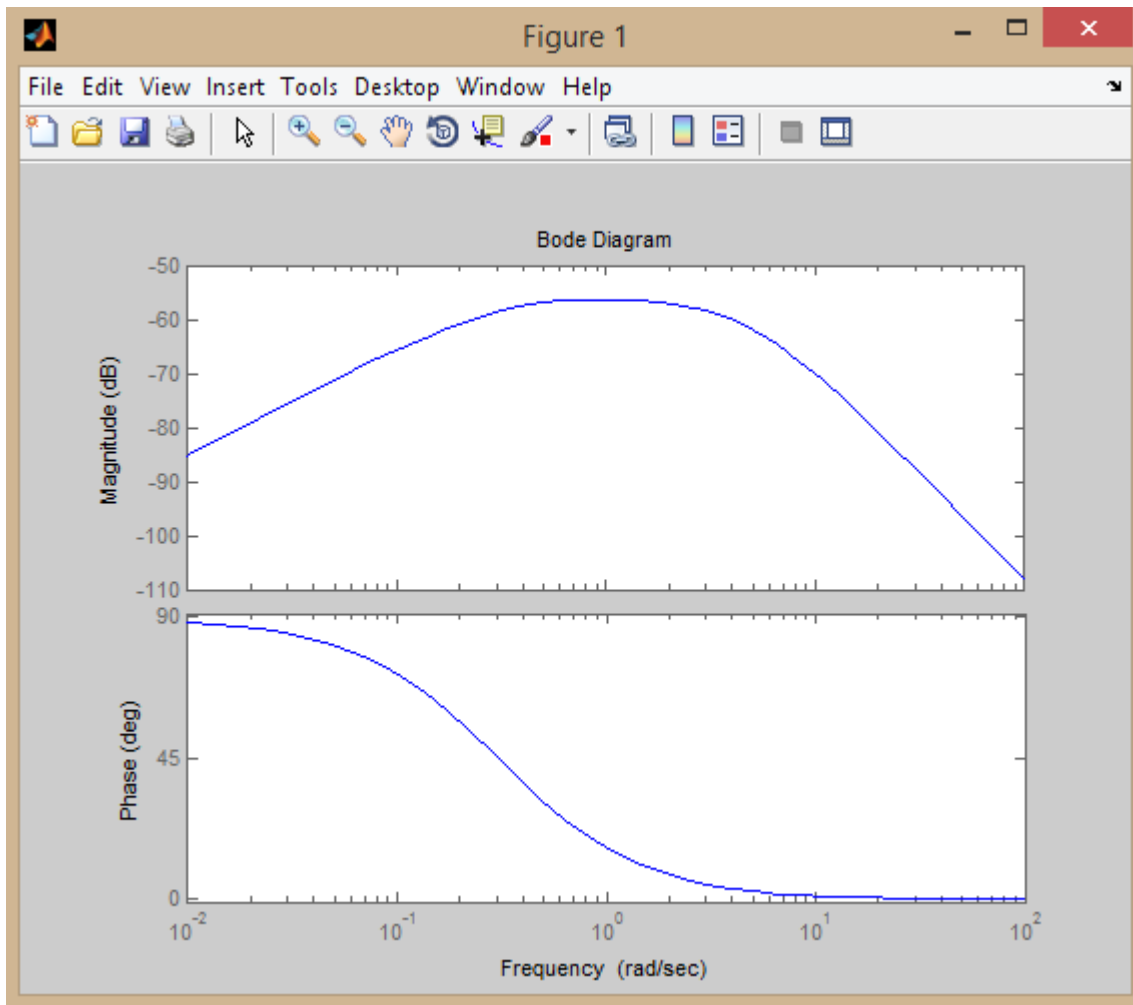 Figure 1
File Edit View Insert Tools Desktop Window Help
Bode Diagram
Magnitude (dB)
-50
-60
-70
-80
-90
-100
-110
Phase (deg)
90
45
0
10^-2 10^-1 10^0 10^1 10^2
Frequency (rad/sec)